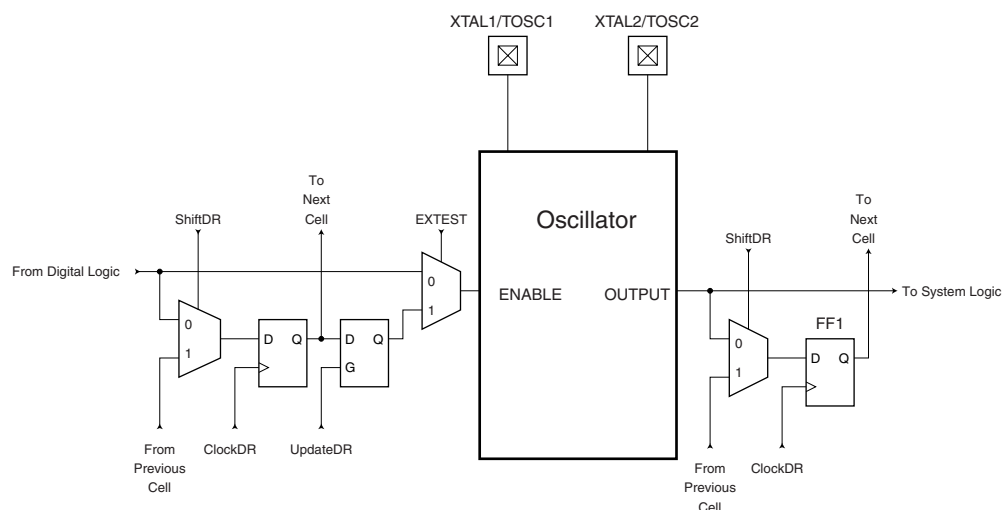 XTAL1/TOSC1
XTAL2/TOSC2
To
Next
Cell
ShiftDR
EXTEST
From Digital Logic
0
1
D Q
0
1
D Q
G
From
Previous
Cell
ClockDR
UpdateDR
Oscillator
ENABLE
OUTPUT
To
Next
Cell
ShiftDR
To System Logic
FF1
0
1
D Q
From
Previous
Cell
ClockDR